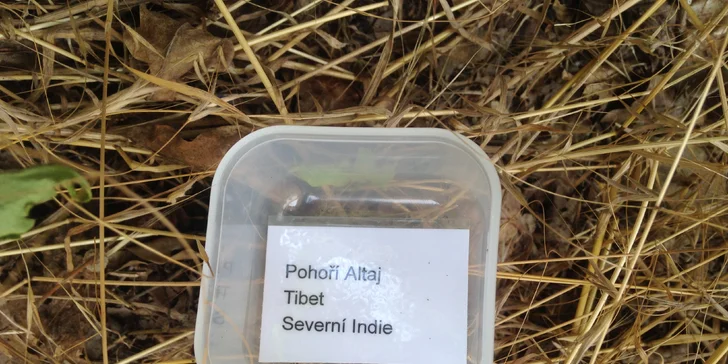 Pohoří Altaj
Tibet
Severní Indie